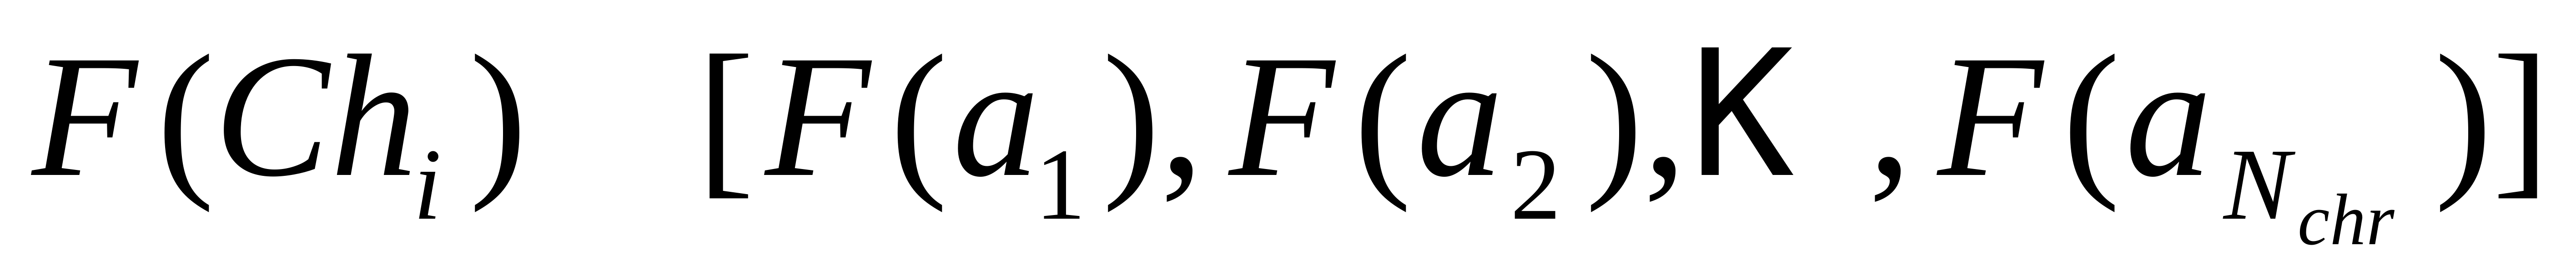 F(Ch_i) [F(a_1), F(a_2),K , F(a_{N_{chr}})]